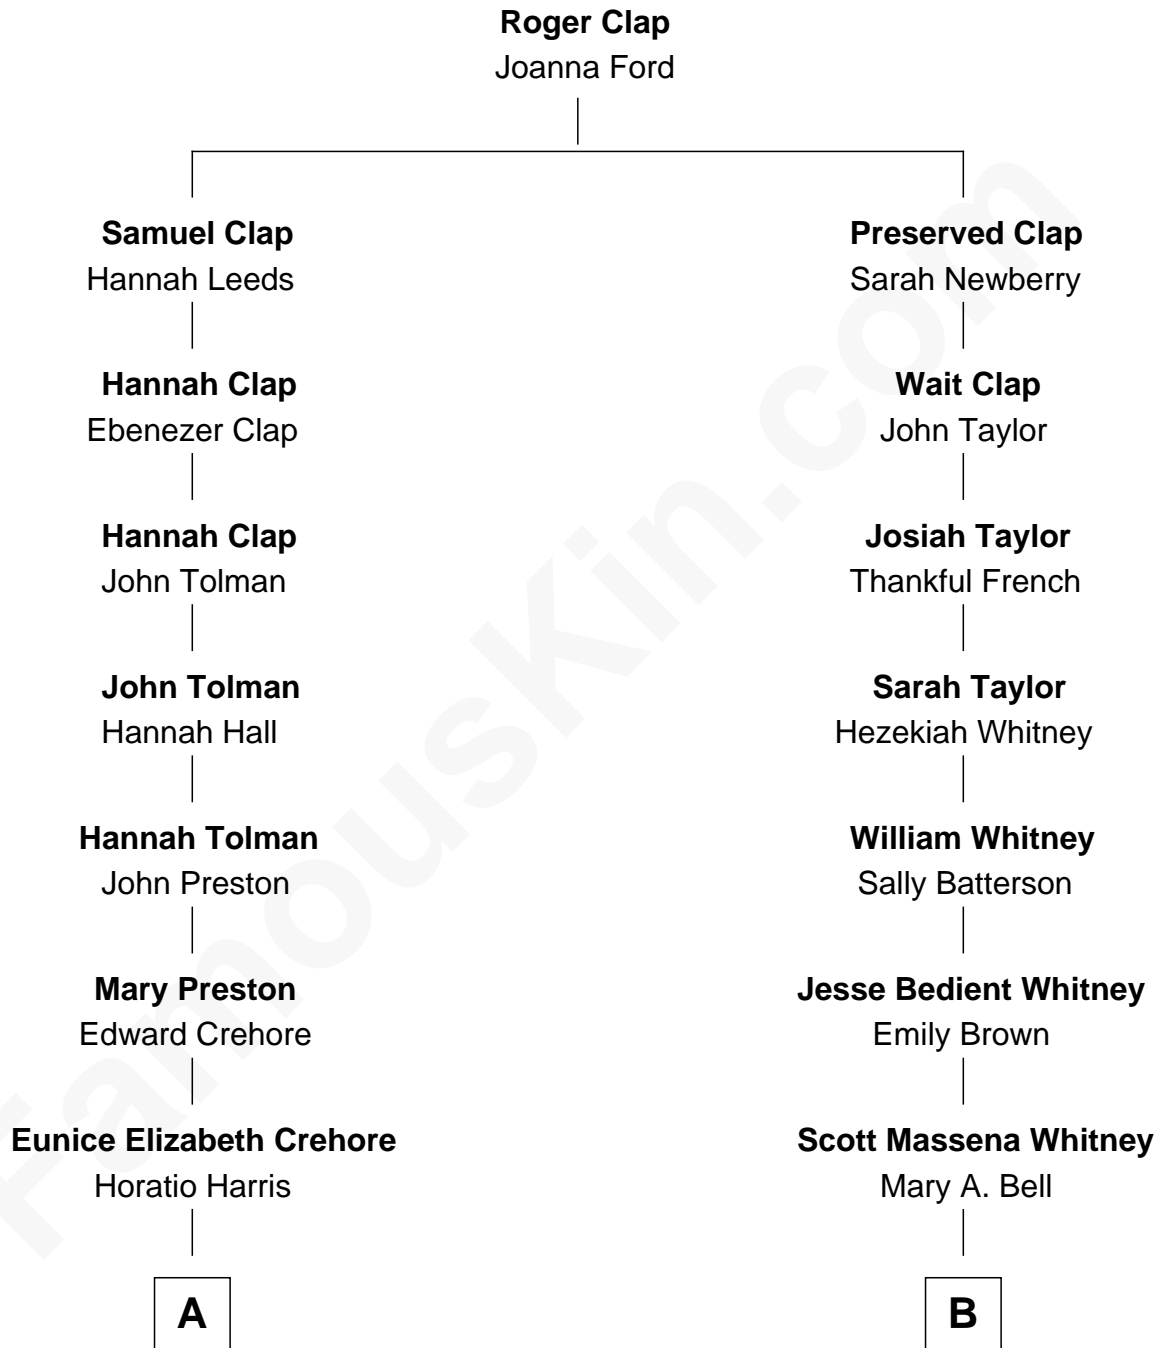 Roger Clap
Joanna Ford
Samuel Clap
Hannah Leeds
Preserved Clap
Sarah Newberry
Hannah Clap
Ebenezer Clap
Wait Clap
John Taylor
Hannah Clap
John Tolman
Josiah Taylor
Thankful French
John Tolman
Hannah Hall
Sarah Taylor
Hezekiah Whitney
Hannah Tolman
John Preston
William Whitney
Sally Batterson
Mary Preston
Edward Crehore
Jesse Bedient Whitney
Emily Brown
Eunice Elizabeth Crehore
Horatio Harris
Scott Massena Whitney
Mary A. Bell
A
B
FamousKin.com